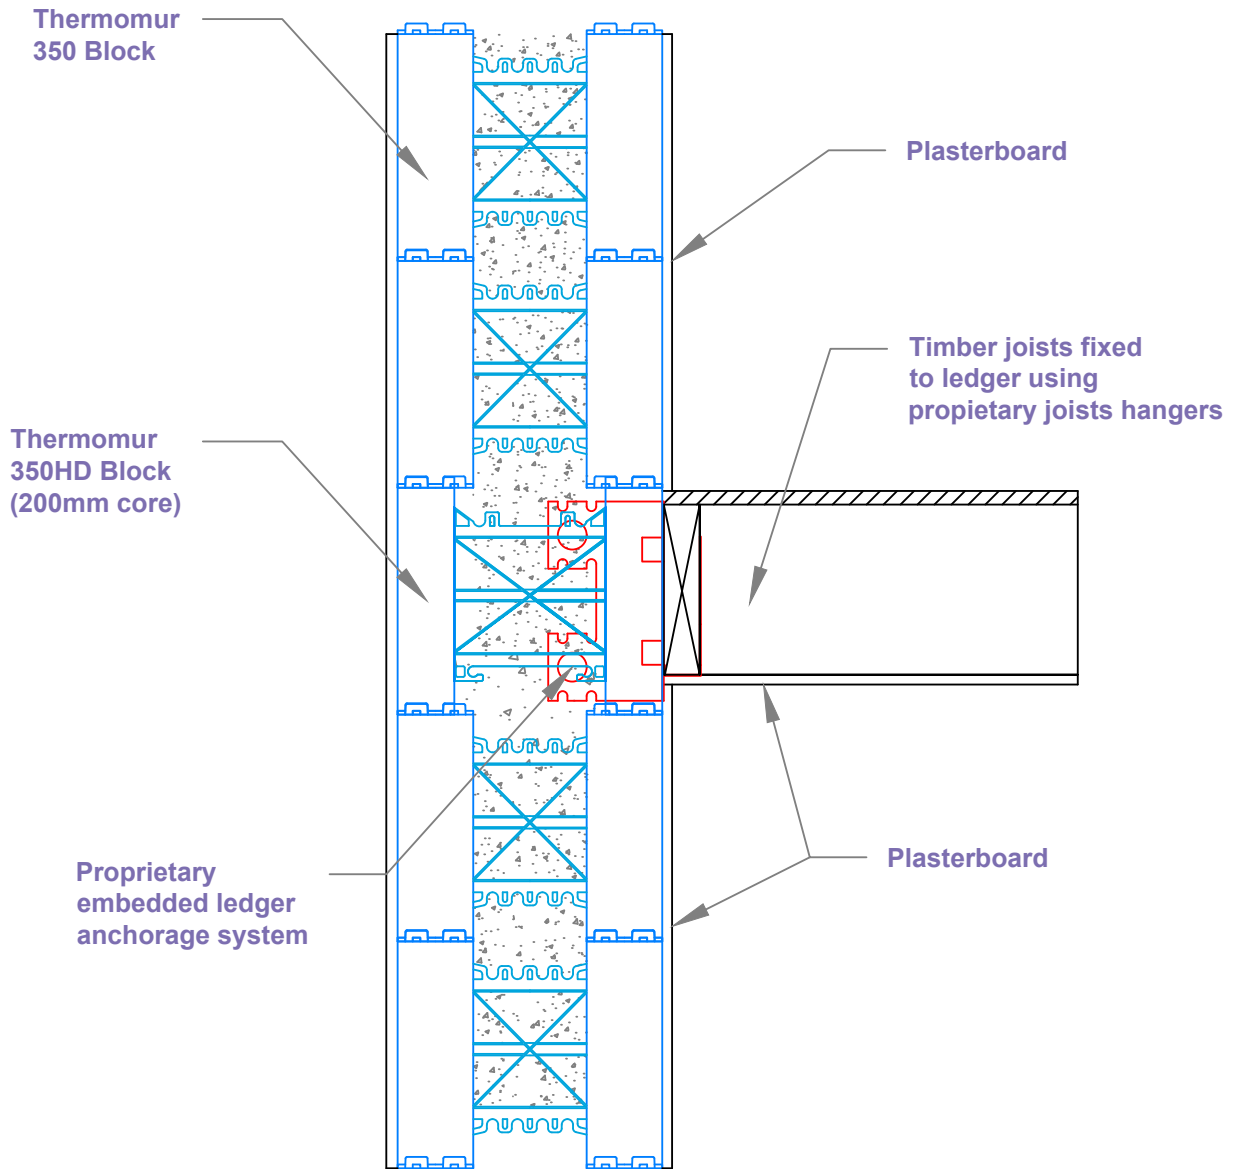 Thermomur
350 Block
Plasterboard
Timber joists fixed
to ledger using
propietary joists hangers
Thermomur
350HD Block
(200mm core)
Proprietary
embedded ledger
anchorage system
Plasterboard